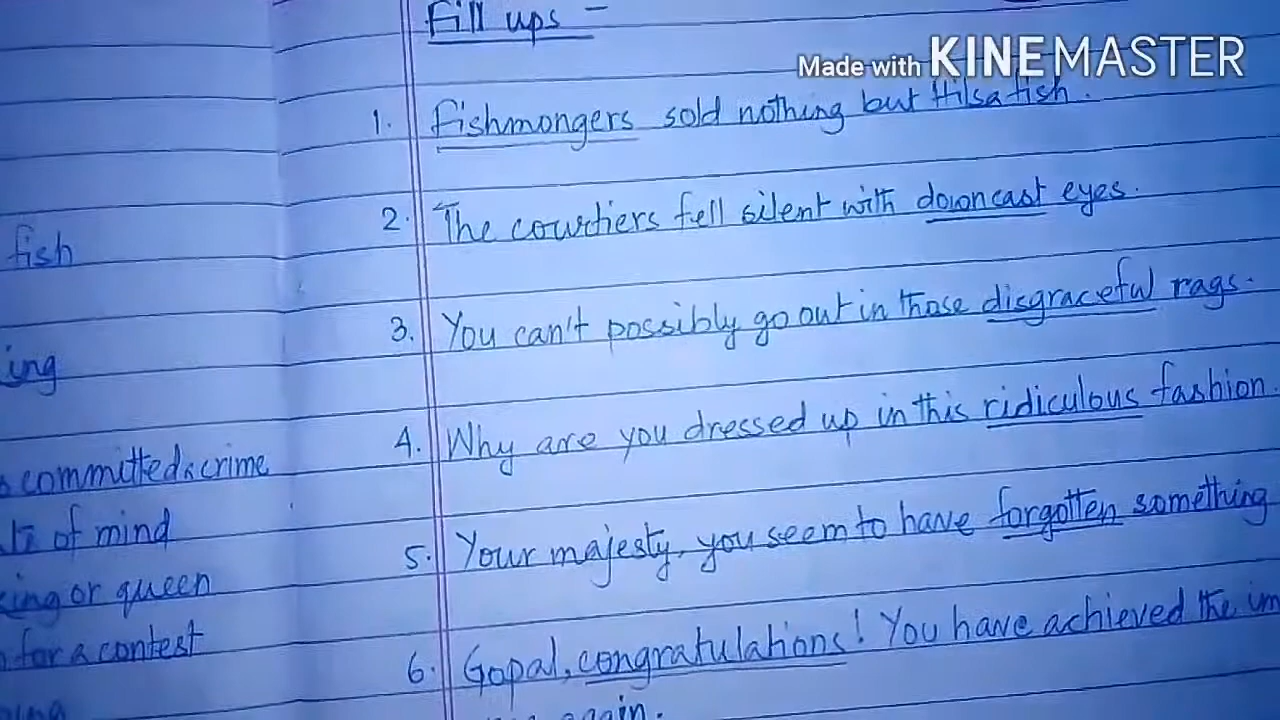 Fill ups -
Made with KINEMASTER
1. Fishmongers sold nothing but Hilsa fish.
2. The courtiers fell silent with downcast eyes.
fish
3. You can't possibly go out in those disgraceful rags.
ing
4. Why are you dressed up in this ridiculous fashion.
committed a crime
of mind
5. Your majesty, you seem to have forgotten something
king or queen
for a contest
6. Gopal, congratulations! You have achieved the im
again.